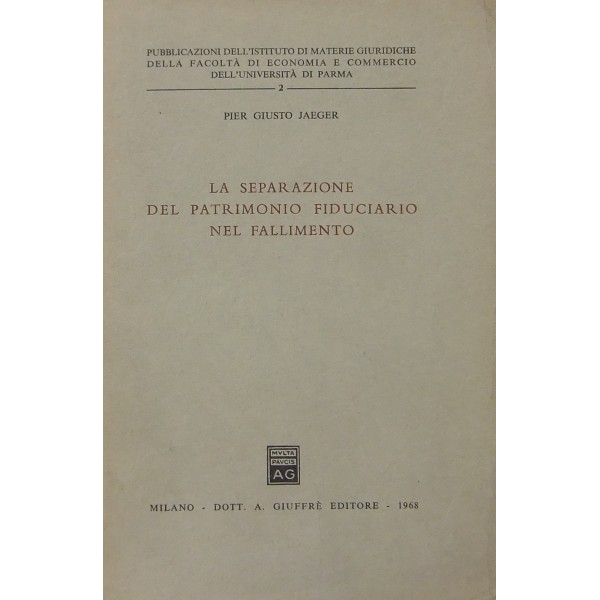 PUBBLICAZIONI DELL'ISTITUTO DI MATERIE GIURIDICHE
DELLA FACOLTÀ DI ECONOMIA E COMMERCIO
DELL'UNIVERSITÀ DI PARMA
2
PIER GIUSTO JAEGER
LA SEPARAZIONE
DEL PATRIMONIO FIDUCIARIO
NEL FALLIMENTO
MVLTA
PAVCIS
AG
MILANO - DOTT. A. GIUFFRÈ EDITORE - 1968